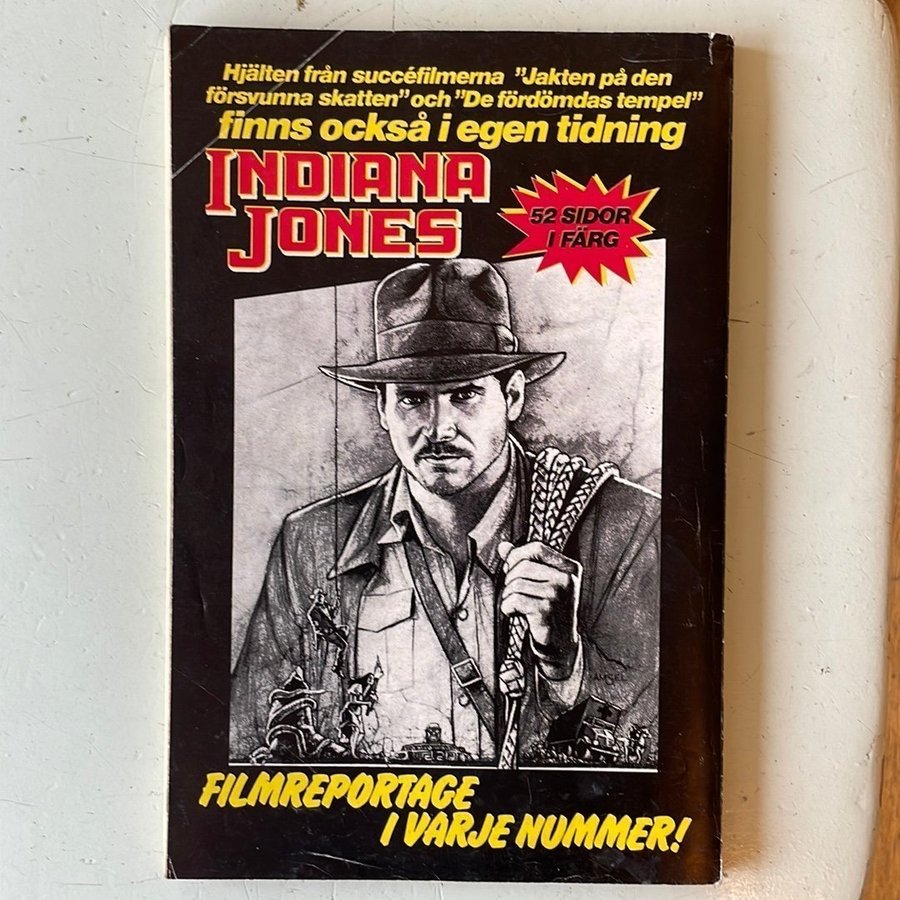 Hjälten från succéfilmerna "Jakten på den
försvunna skatten" och "De fördömdas tempel"
finns också i egen tidning
INDIANA
JONES
52 SIDOR
I FÄRG
AMSEL
FILMREPORTAGE
I VARJE NUMMER!